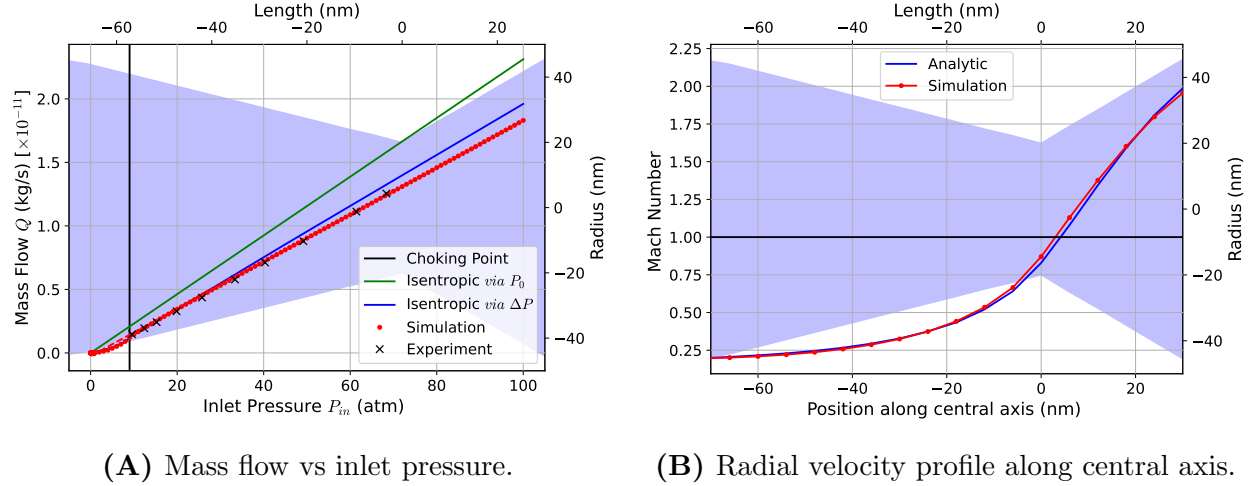 Length (nm)
−60 −40 −20 0 20
Mass Flow Q [×10⁻¹¹] (kg/s)
2.0
1.5
1.0
0.5
0.0
40
20
0
−20
−40
Radius (nm)
Choking Point
Isentropic via P₀
Isentropic via ΔP
Simulation
Experiment
0 20 40 60 80 100
Inlet Pressure Pᵢₙ (atm)
(A) Mass flow vs inlet pressure.
Length (nm)
−60 −40 −20 0 20
Mach Number
2.25
2.00
1.75
1.50
1.25
1.00
0.75
0.50
0.25
40
20
0
−20
−40
Radius (nm)
Analytic
Simulation
−60 −40 −20 0 20
Position along central axis (nm)
(B) Radial velocity profile along central axis.